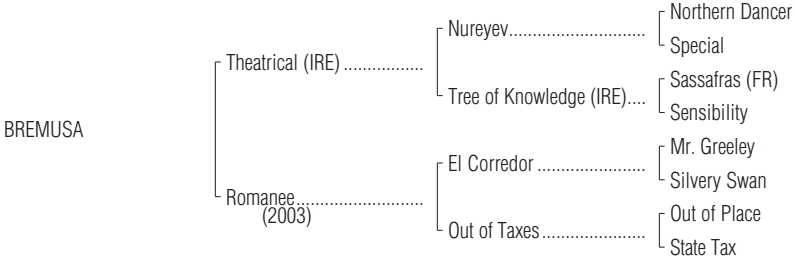 Northern Dancer
Nureyev..............................
Special
Theatrical (IRE) .................
Sassafras (FR)
Tree of Knowledge (IRE)....
Sensibility
BREMUSA
Mr. Greeley
El Corredor ........................
Silvery Swan
Romanee...........................
(2003)
Out of Place
Out of Taxes.......................
State Tax